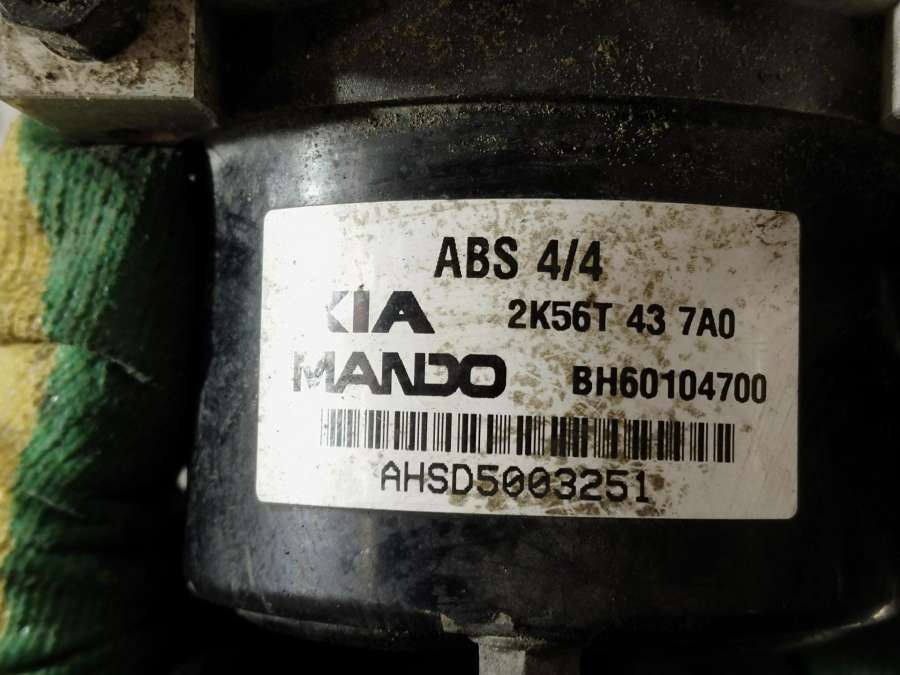 ABS 4/4
KIA 2K56T 43 7A0
MANDO BH60104700
AHSD5003251